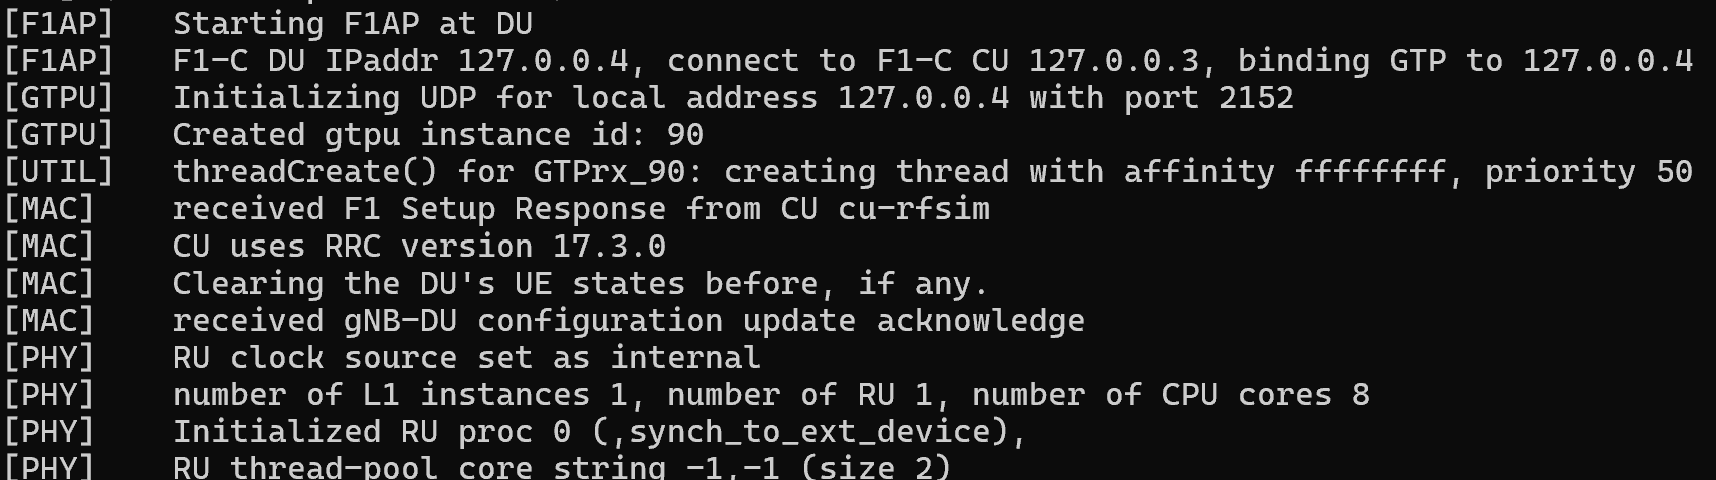 [F1AP]   Starting F1AP at DU
[F1AP]   F1-C DU IPaddr 127.0.0.4, connect to F1-C CU 127.0.0.3, binding GTP to 127.0.0.4
[GTPU]   Initializing UDP for local address 127.0.0.4 with port 2152
[GTPU]   Created gtpu instance id: 90
[UTIL]   threadCreate() for GTPrx_90: creating thread with affinity ffffffff, priority 50
[MAC]    received F1 Setup Response from CU cu-rfsim
[MAC]    CU uses RRC version 17.3.0
[MAC]    Clearing the DU's UE states before, if any.
[MAC]    received gNB-DU configuration update acknowledge
[PHY]    RU clock source set as internal
[PHY]    number of L1 instances 1, number of RU 1, number of CPU cores 8
[PHY]    Initialized RU proc 0 (,synch_to_ext_device),
[PHY]    RU thread-pool core string -1,-1 (size 2)